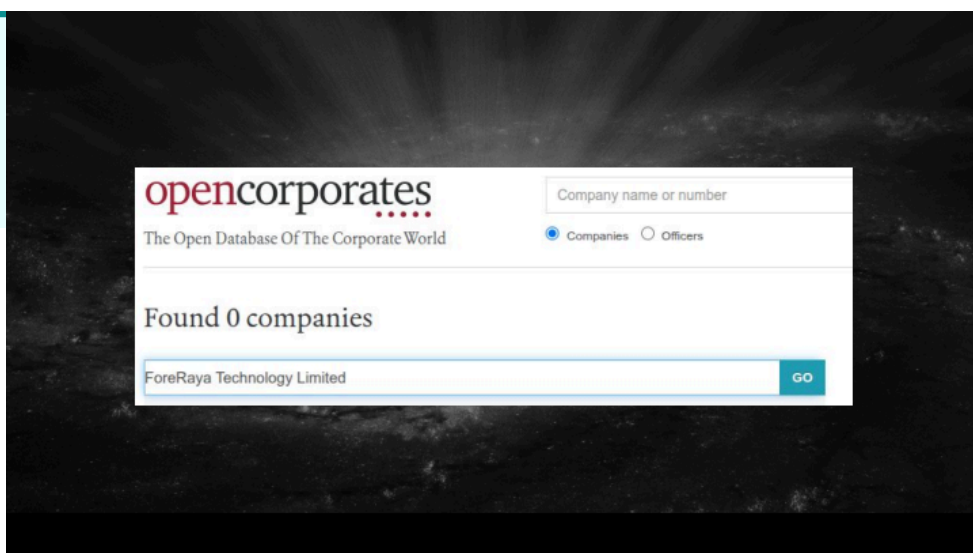 opencorporates
The Open Database Of The Corporate World
Company name or number
Companies Officers
Found 0 companies
ForeRaya Technology Limited
GO